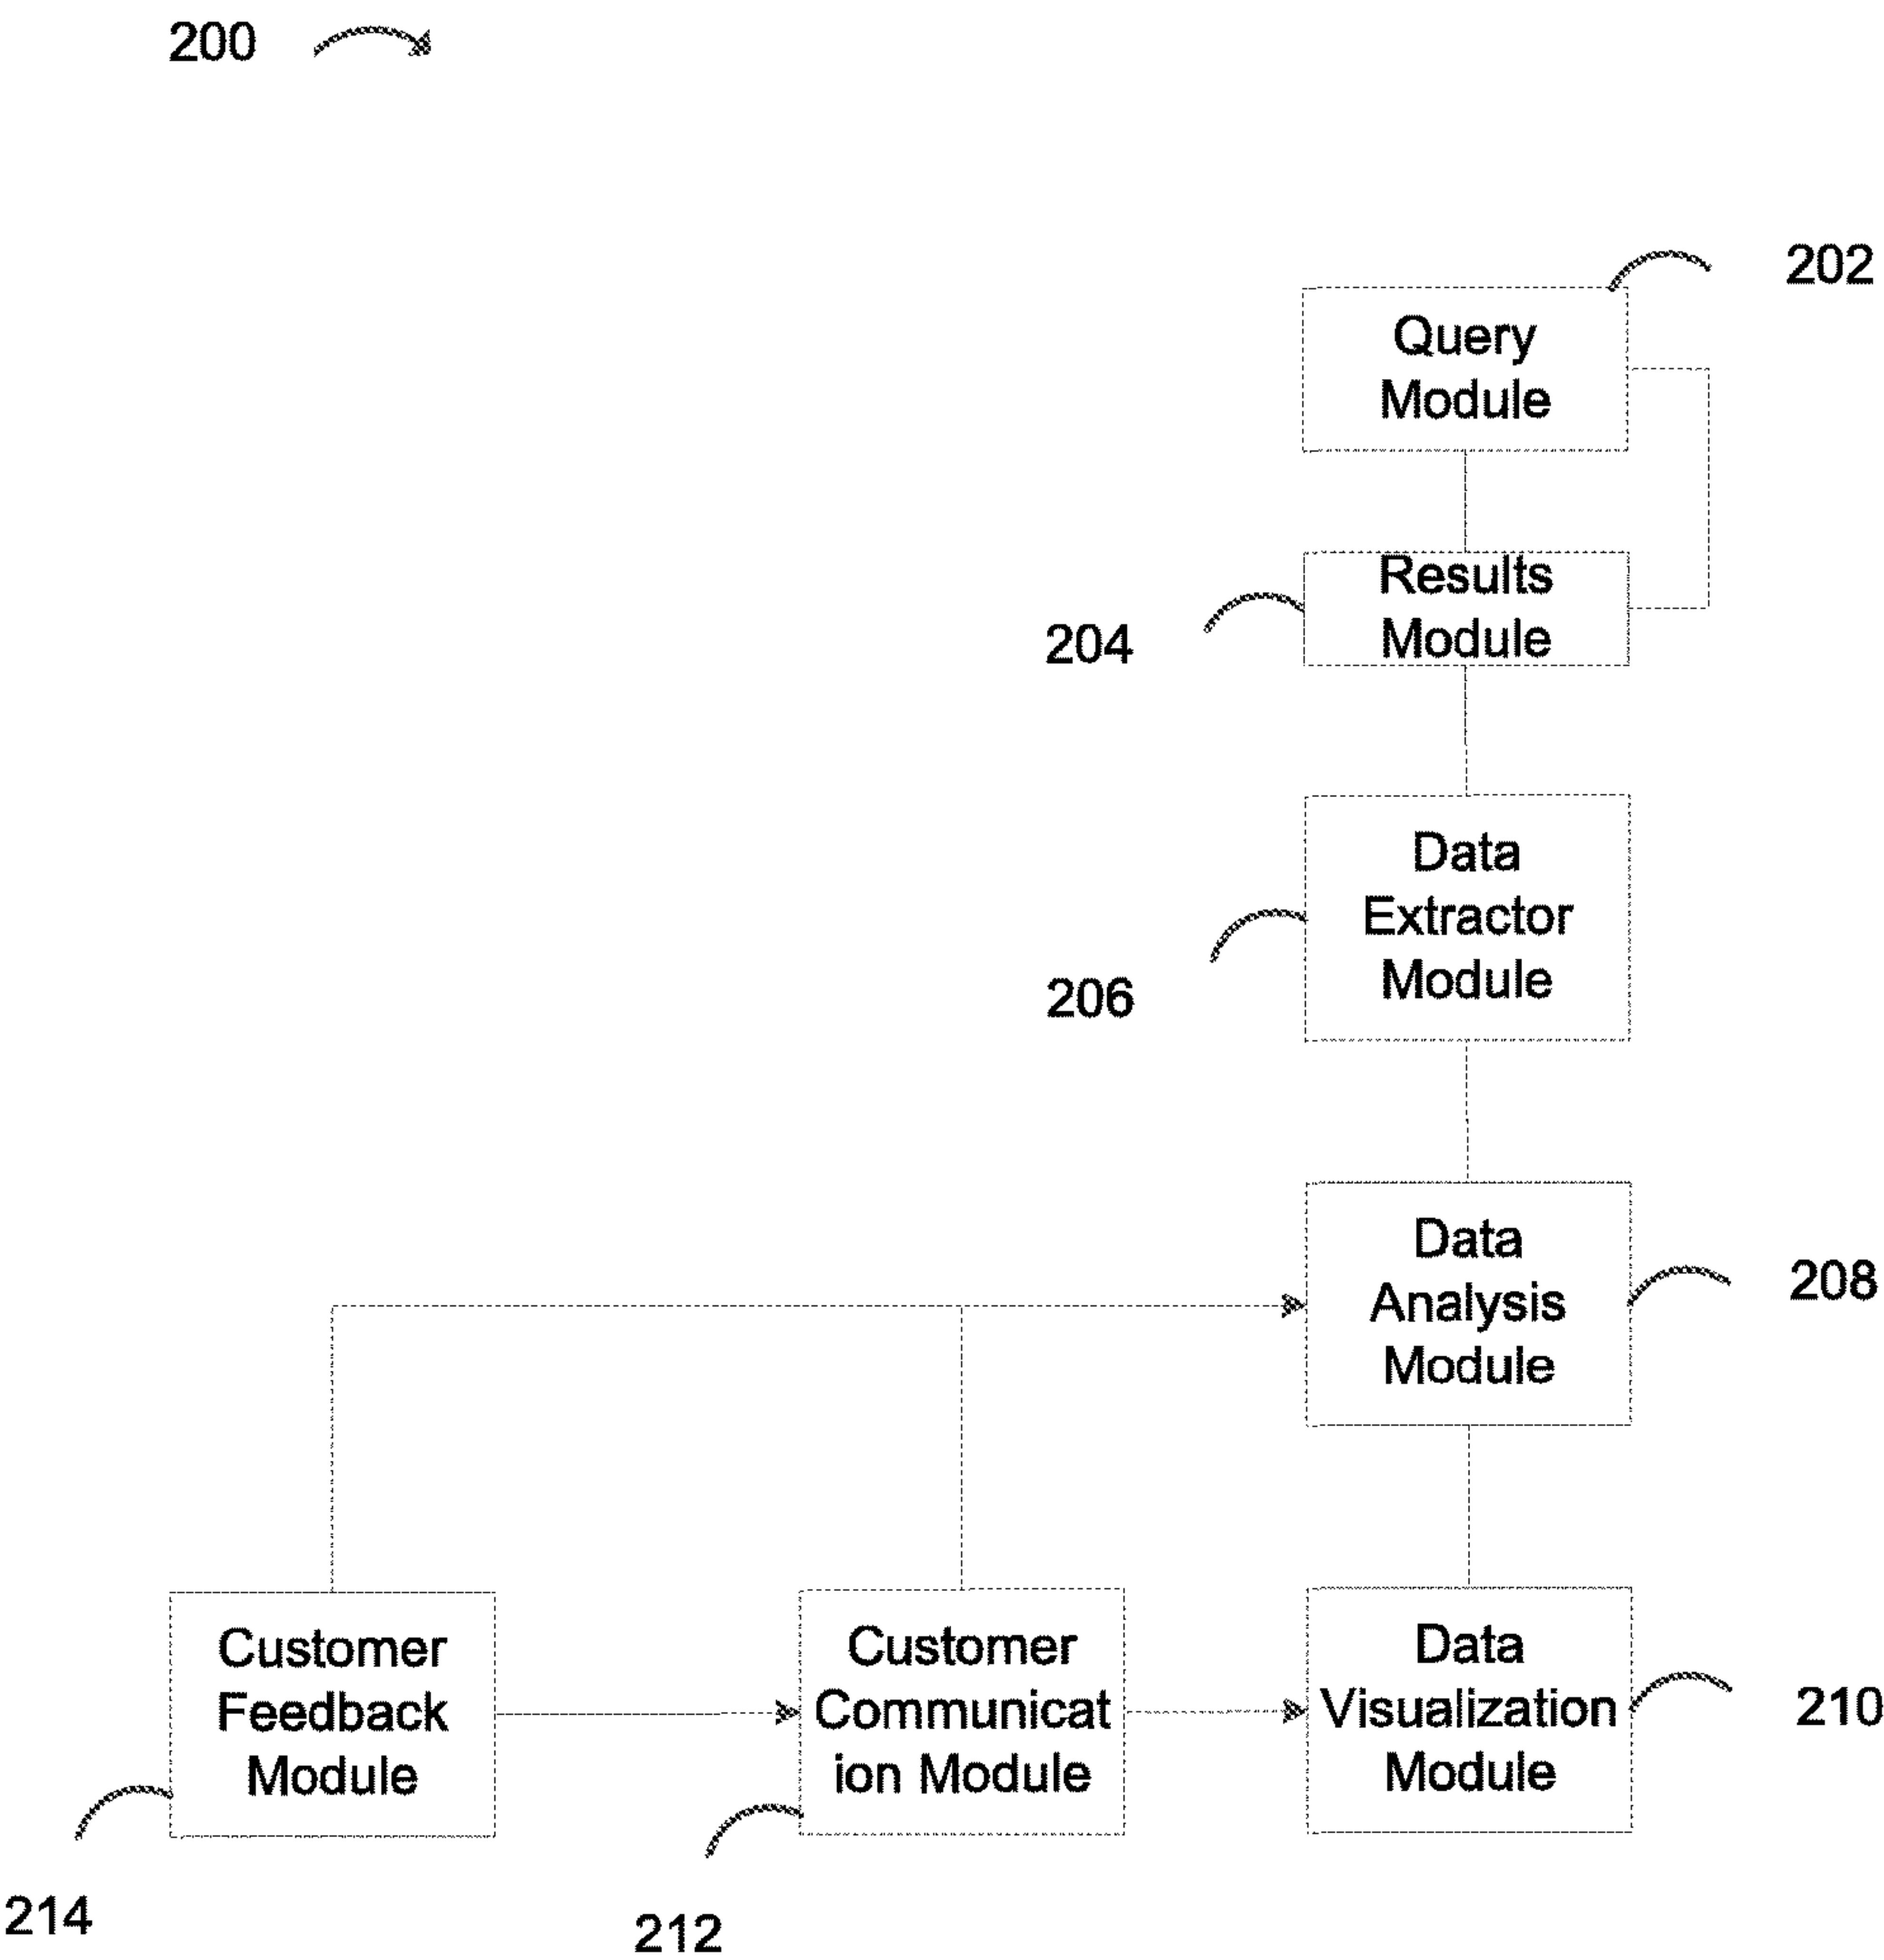 200
202
Query
Module
Results
Module
204
Data
Extractor
Module
206
Data
Analysis
Module
208
Customer
Feedback
Module
Customer
Communicat
ion Module
Data
Visualization
Module
210
214
212